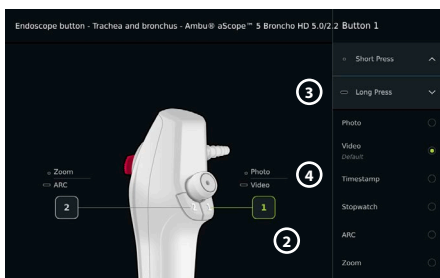 Endoscope button - Trachea and bronchus - Ambu® aScope™ 5 Broncho HD 5.0/2.2
Button 1
Short Press
3
Long Press
Photo
Video
Default
Zoom
ARC
Photo
Video
4
Timestamp
2
1
Stopwatch
2
ARC
Zoom